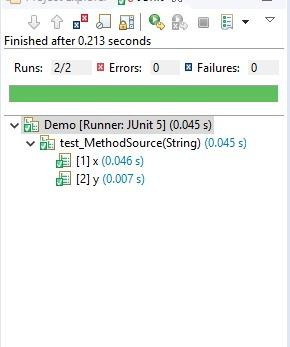 Finished after 0.213 seconds
Runs: 2/2 Errors: 0 Failures: 0
Demo [Runner: JUnit 5] (0.045 s)
test_MethodSource(String) (0.045 s)
[1] x (0.046 s)
[2] y (0.007 s)